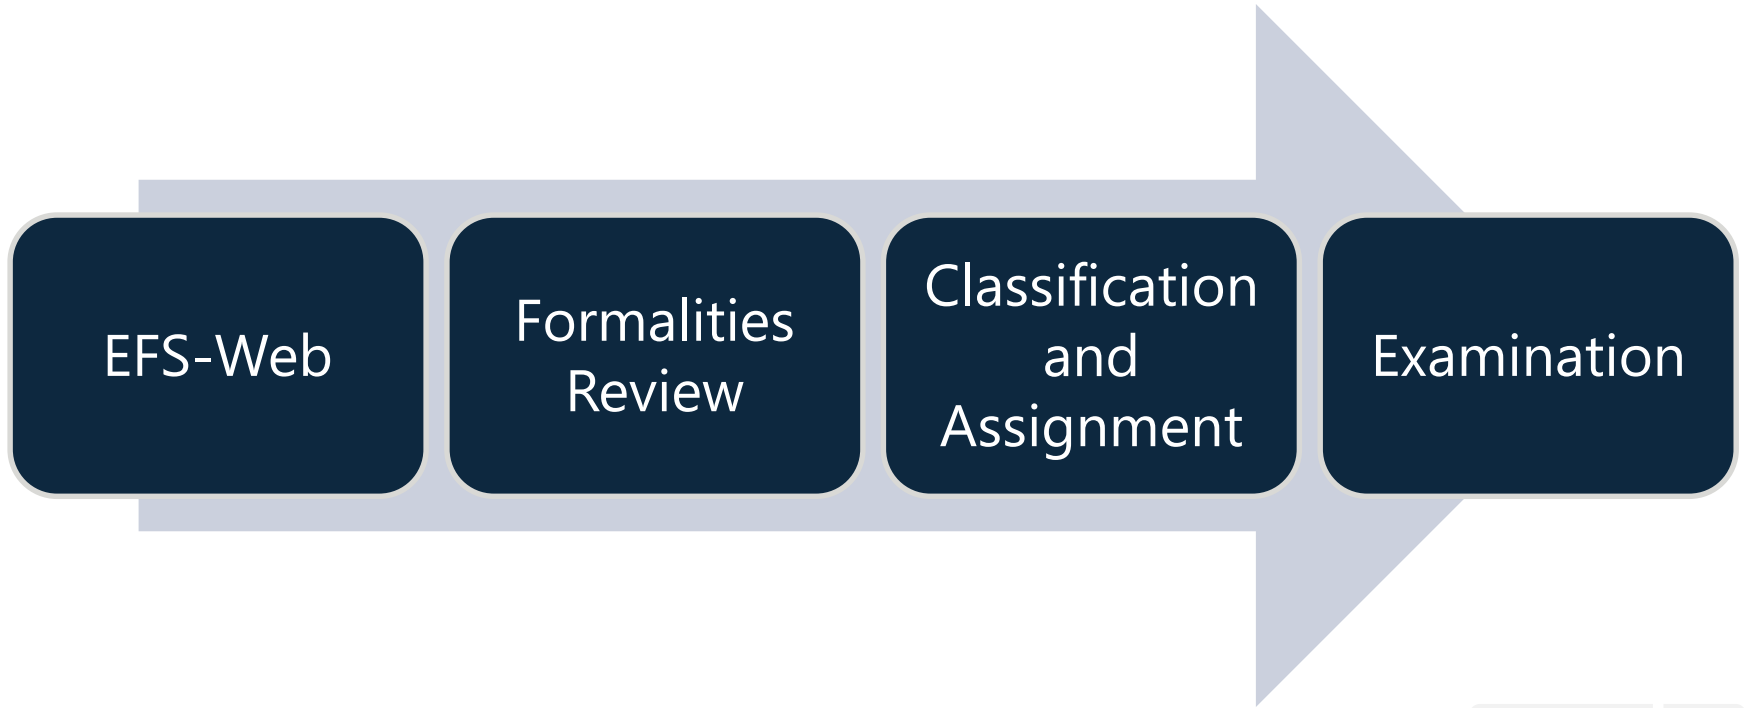 EFS-Web
Formalities
Review
Classification
and
Assignment
Examination